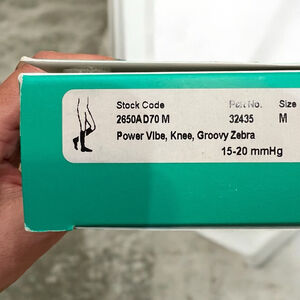 Stock Code Part No. Size
2650AD70 M 32435 M
Power Vibe, Knee, Groovy Zebra
15-20 mmHg